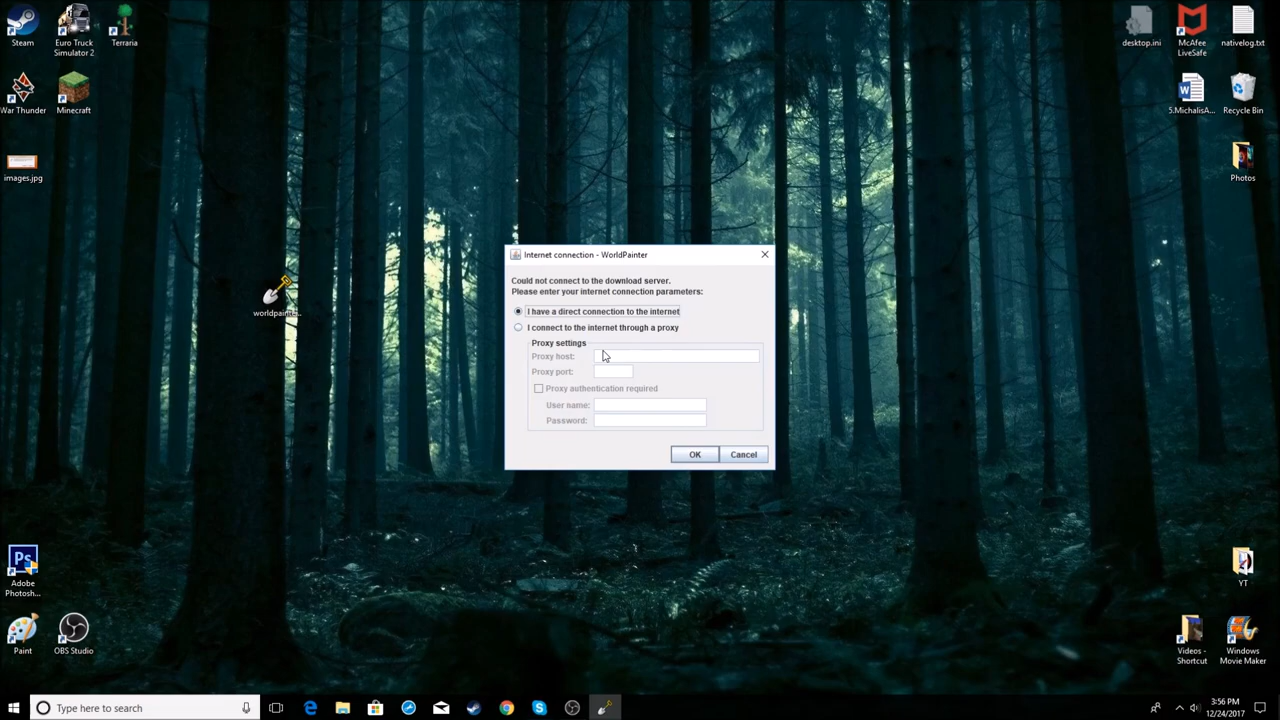 Steam
Euro Truck
Simulator 2
Terraria
desktop.ini
McAfee
LiveSafe
nativelog.txt
War Thunder
Minecraft
5.MichalisA...
Recycle Bin
images.jpg
Photos
worldpainte...
Internet connection - WorldPainter
Could not connect to the download server.
Please enter your internet connection parameters:
I have a direct connection to the internet
I connect to the internet through a proxy
Proxy settings
Proxy host:
Proxy port:
Proxy authentication required
User name:
Password:
OK Cancel
Ps
Adobe
Photosh...
YT
Paint
OBS Studio
Videos -
Shortcut
Windows
Movie Maker
Type here to search
3:56 PM
12/24/2017